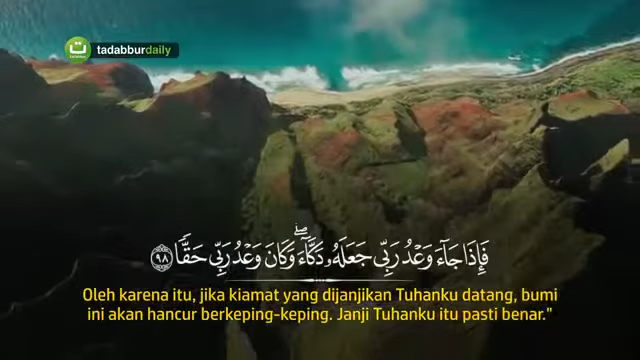 tadabburdaily
فَإِذَا جَآءَ وَعْدُ رَبِّى جَعَلَهُۥ دَكَّآءَ ۖ وَكَانَ وَعْدُ رَبِّى حَقًّا ٩٨
Oleh karena itu, jika kiamat yang dijanjikan Tuhanku datang, bumi
ini akan hancur berkeping-keping. Janji Tuhanku itu pasti benar."